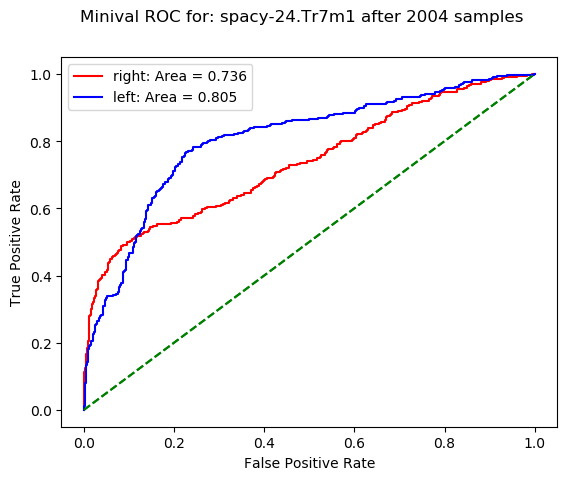 Minival ROC for: spacy-24.Tr7m1 after 2004 samples
right: Area = 0.736
left: Area = 0.805
True Positive Rate
1.0
0.8
0.6
0.4
0.2
0.0
0.0 0.2 0.4 0.6 0.8 1.0
False Positive Rate